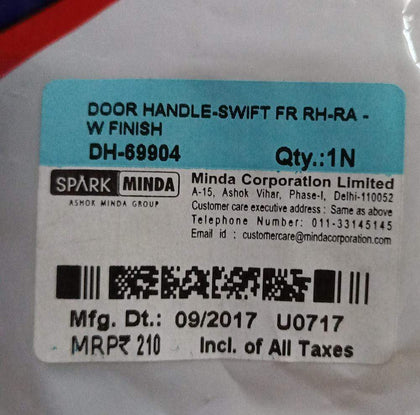 DOOR HANDLE-SWIFT FR RH-RA -
W FINISH
DH-69904 Qty.:1N
SPARK MINDA
ASHOK MINDA GROUP
Minda Corporation Limited
A-15, Ashok Vihar, Phase-I, Delhi-110052
Customer care executive address : Same as above
Telephone Number: 011-33145145
Email id : customercare@mindacorporation.com
Mfg. Dt.: 09/2017 U0717
MRP₹ 210 Incl. of All Taxes